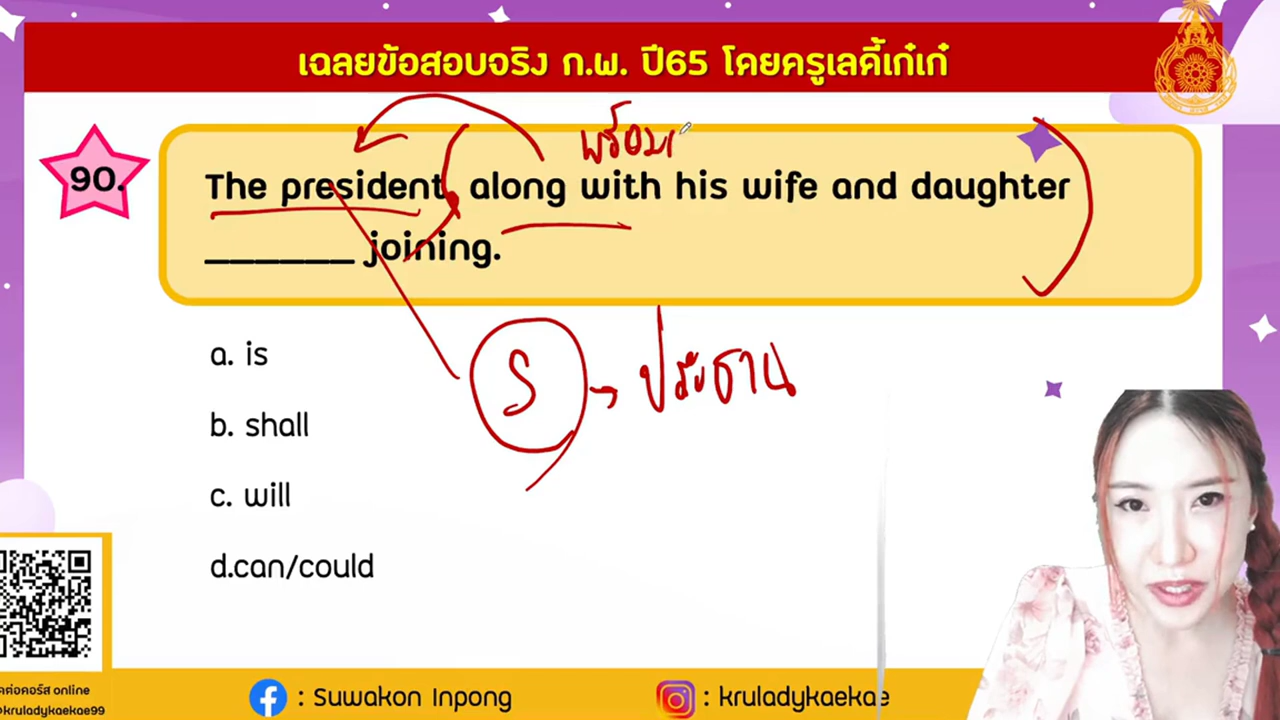 เฉลยข้อสอบจริง ก.พ. ปี65 โดยครูเลดี้เก๋เก๋
พร้อม
90.
The president, along with his wife and daughter
______ joining.
S → ประธาน
a. is
b. shall
c. will
d.can/could
ต่อคอร์ส online
kruladykaekae99
: Suwakon Inpong
: kruladykaekae